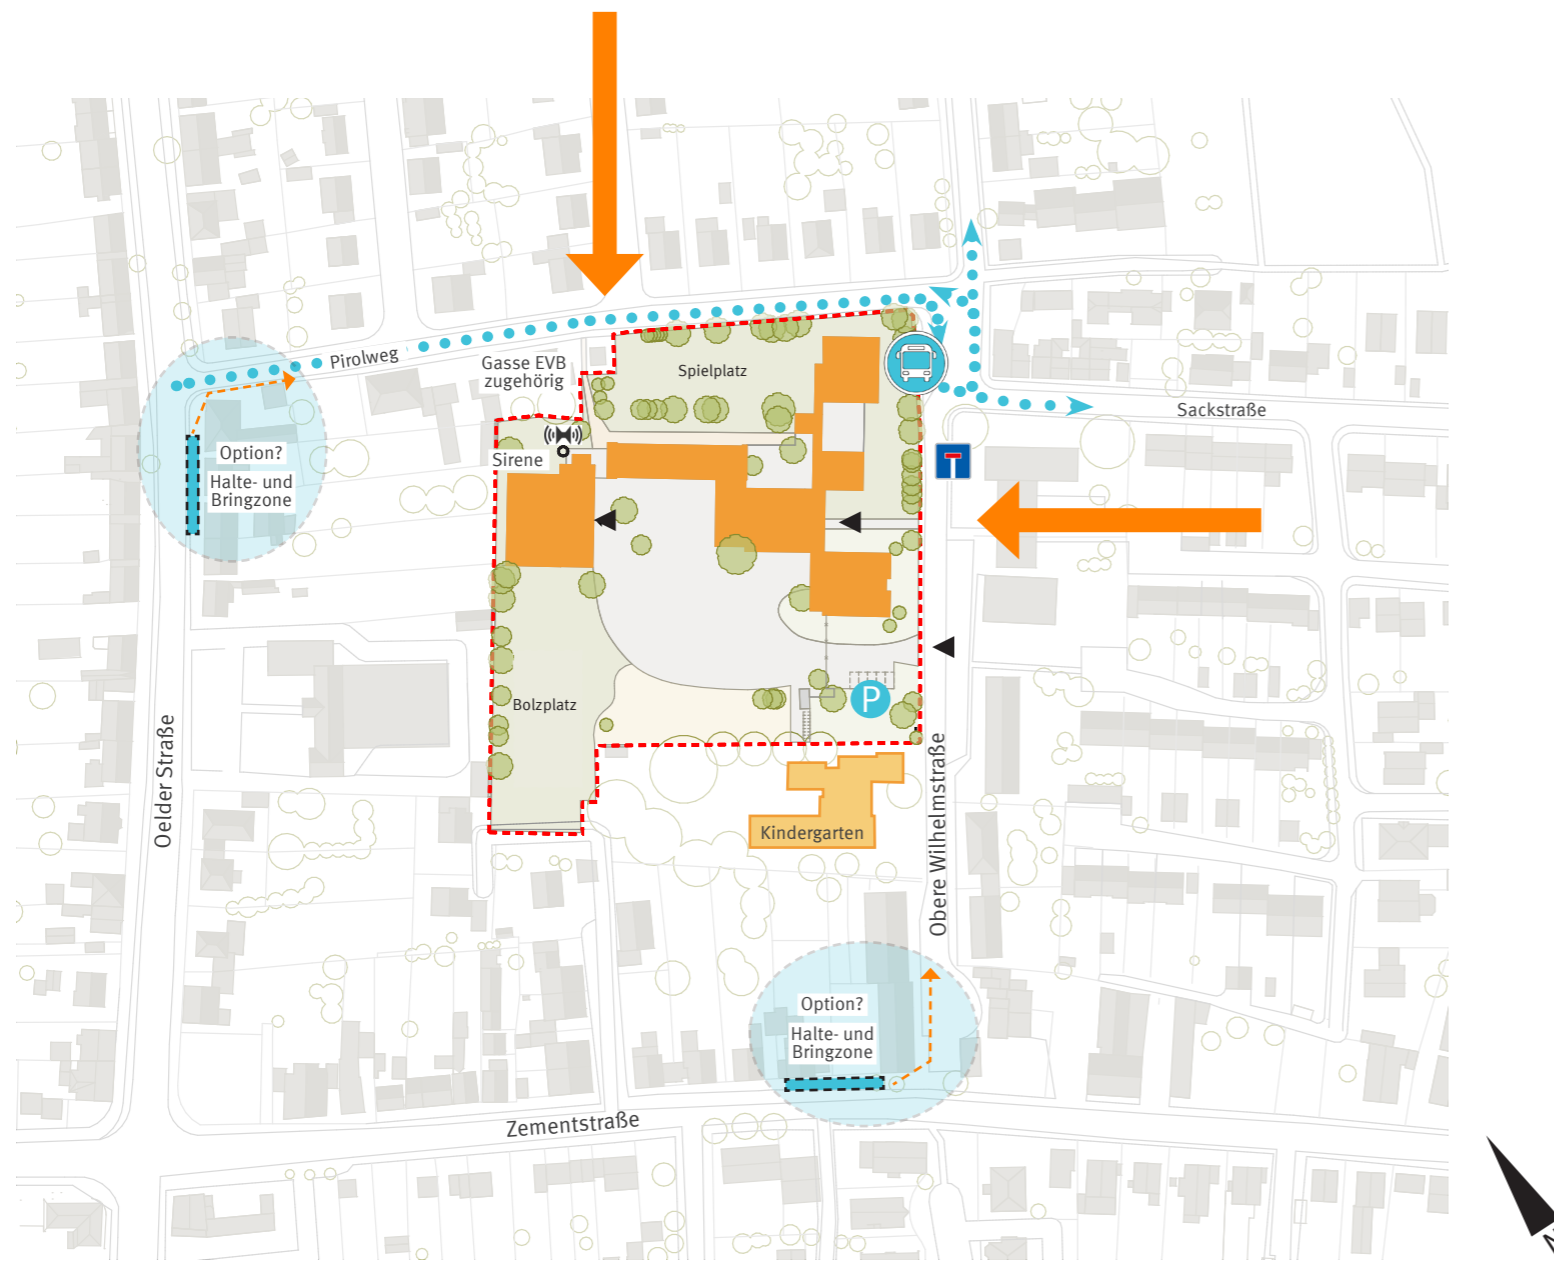 Pirolweg
Gasse EVB
zugehörig
Spielplatz
Sackstraße
Option?
Halte- und
Bringzone
Sirene
Bolzplatz
P
Oelder Straße
Obere Wilhelmstraße
Kindergarten
Option?
Halte- und
Bringzone
Zementstraße